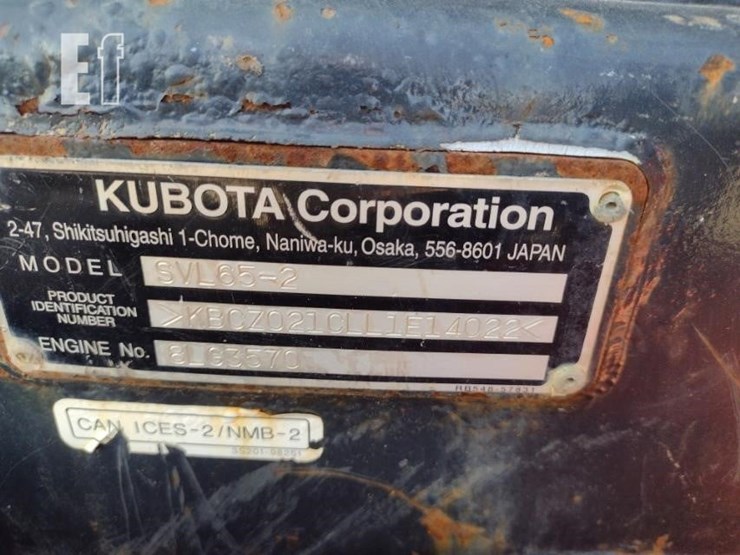 Ef
KUBOTA Corporation
2-47, Shikitsuhigashi 1-Chome, Naniwa-ku, Osaka, 556-8601 JAPAN
MODEL SVL65-2
PRODUCT
IDENTIFICATION
NUMBER >KBCZ021CLL1E14022<
ENGINE No. 8LG3570
CAN ICES-2/NMB-2